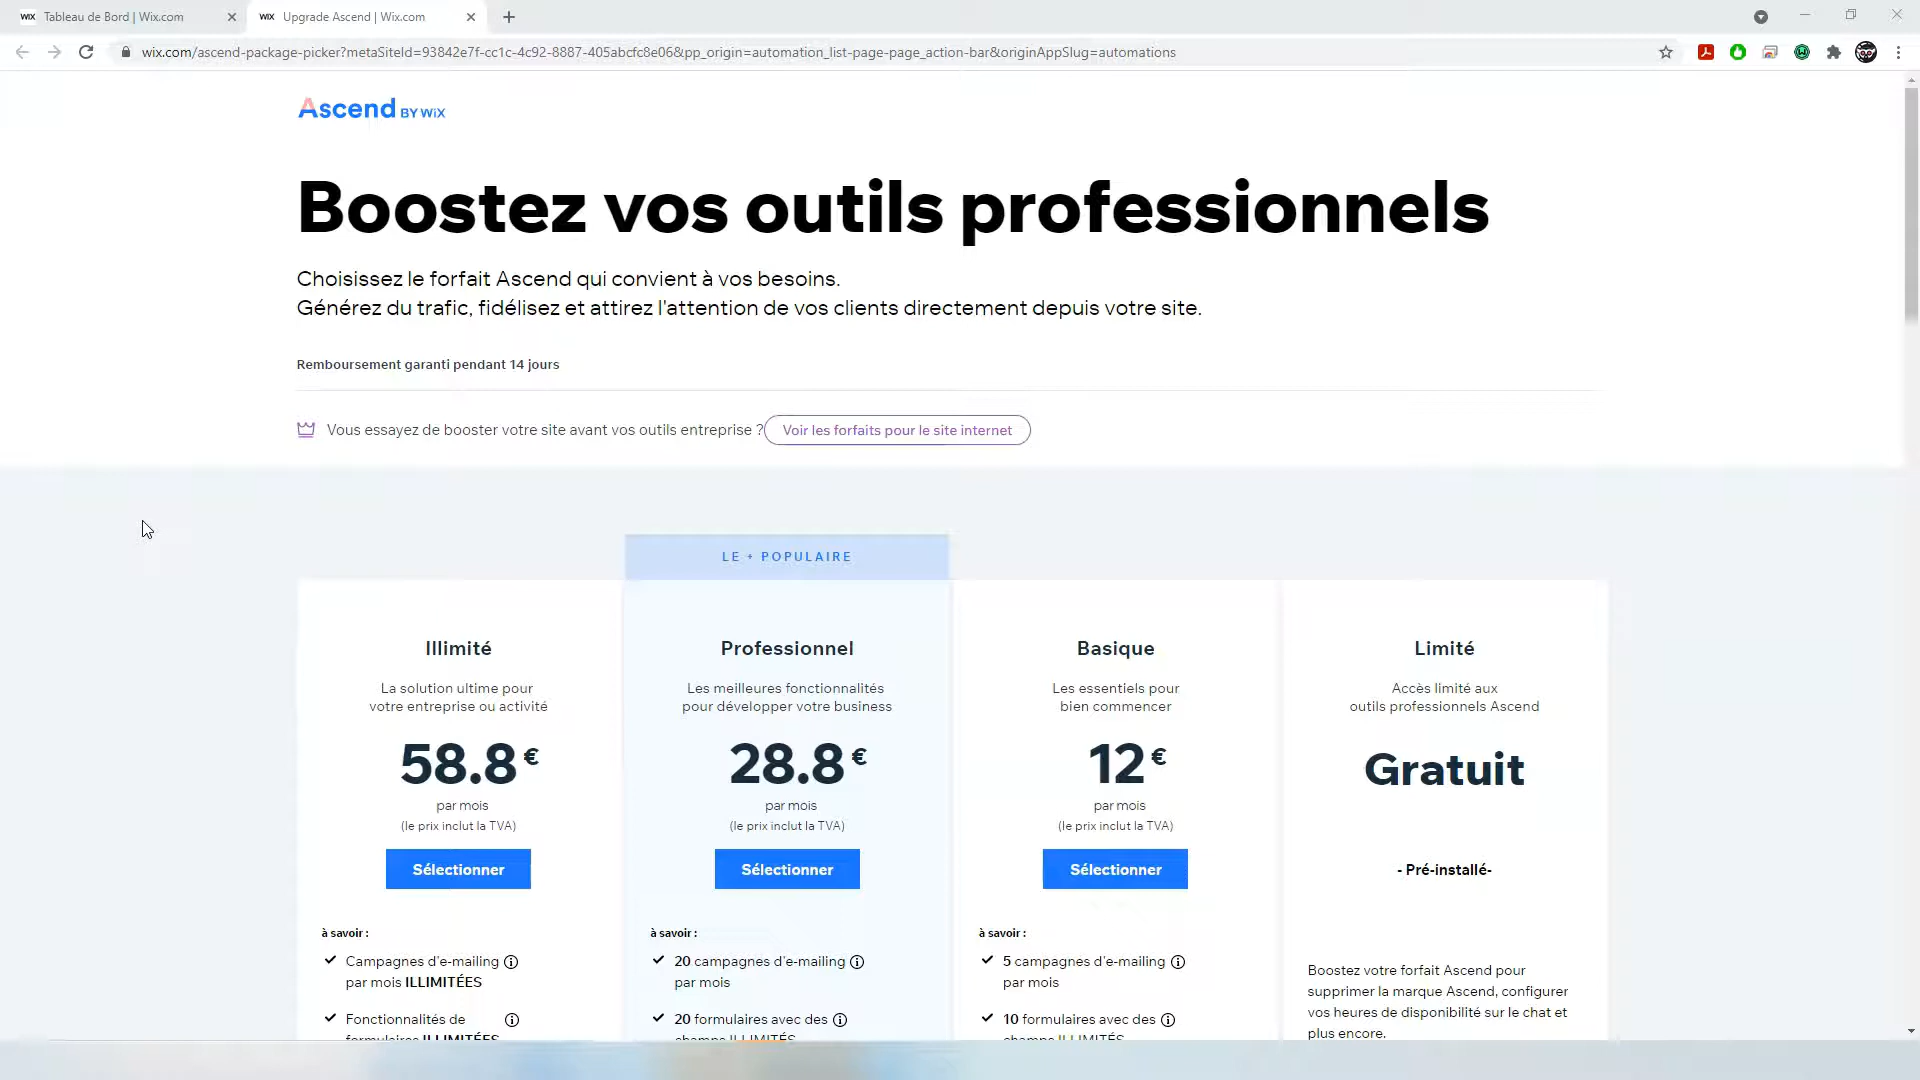 WiX Tableau de Bord | Wix.com
WiX Upgrade Ascend | Wix.com
wix.com/ascend-package-picker?metaSiteId=93842e7f-cc1c-4c92-8887-405abcfc8e06&pp_origin=automation_list-page-page_action-bar&originAppSlug=automations
Ascend BY WiX
Boostez vos outils professionnels
Choisissez le forfait Ascend qui convient à vos besoins.
Générez du trafic, fidélisez et attirez l'attention de vos clients directement depuis votre site.
Remboursement garanti pendant 14 jours
Vous essayez de booster votre site avant vos outils entreprise ? Voir les forfaits pour le site internet
LE + POPULAIRE
Illimité
La solution ultime pour
votre entreprise ou activité
58.8 €
par mois
(le prix inclut la TVA)
Sélectionner
à savoir :
Campagnes d'e-mailing
par mois ILLIMITÉES
Fonctionnalités de
formulaires ILLIMITÉES
Professionnel
Les meilleures fonctionnalités
pour développer votre business
28.8 €
par mois
(le prix inclut la TVA)
Sélectionner
à savoir :
20 campagnes d'e-mailing
par mois
20 formulaires avec des
champs ILLIMITÉS
Basique
Les essentiels pour
bien commencer
12 €
par mois
(le prix inclut la TVA)
Sélectionner
à savoir :
5 campagnes d'e-mailing
par mois
10 formulaires avec des
champs ILLIMITÉS
Limité
Accès limité aux
outils professionnels Ascend
Gratuit
- Pré-installé-
Boostez votre forfait Ascend pour
supprimer la marque Ascend, configurer
vos heures de disponibilité sur le chat et
plus encore.